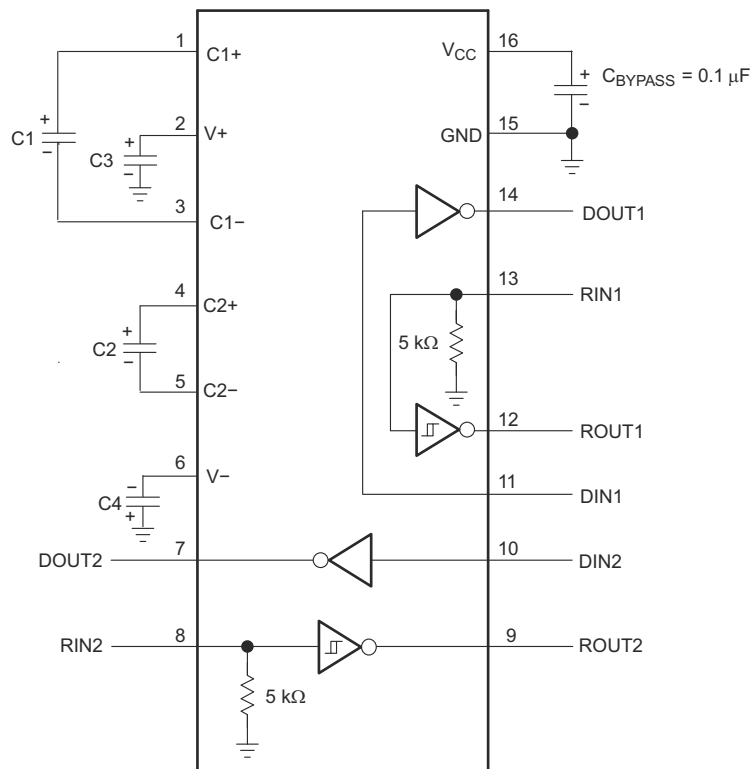 1 C1+ V_CC 16
C1 + −
+ − C_BYPASS = 0.1 μF
2 V+
C3 + −
GND 15
3 C1−
14 DOUT1
4 C2+
13 RIN1
C2 + −
5 kΩ
5 C2−
12 ROUT1
6 V−
C4 − +
11 DIN1
DOUT2 7
10 DIN2
RIN2 8
9 ROUT2
5 kΩ